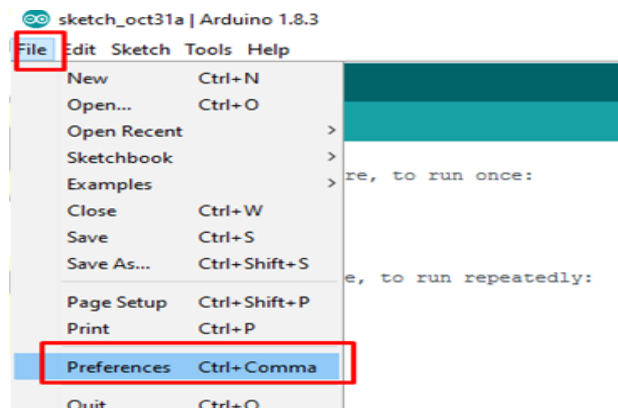 sketch_oct31a | Arduino 1.8.3
File Edit Sketch Tools Help
New Ctrl+N
Open... Ctrl+O
Open Recent >
Sketchbook >
Examples >
re, to run once:
Close Ctrl+W
Save Ctrl+S
Save As... Ctrl+Shift+S
e, to run repeatedly:
Page Setup Ctrl+Shift+P
Print Ctrl+P
Preferences Ctrl+Comma
Quit Ctrl+Q